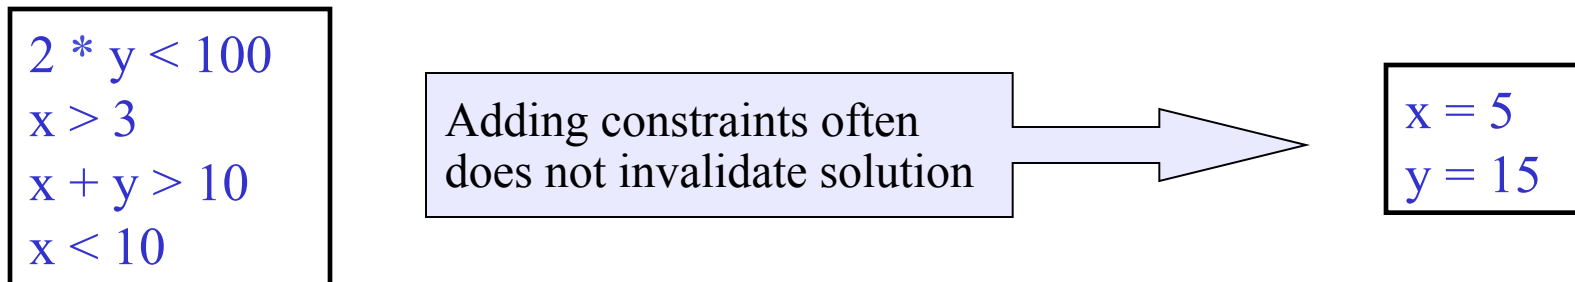 2 * y < 100
x > 3
x + y > 10
x < 10
Adding constraints often
does not invalidate solution
x = 5
y = 15